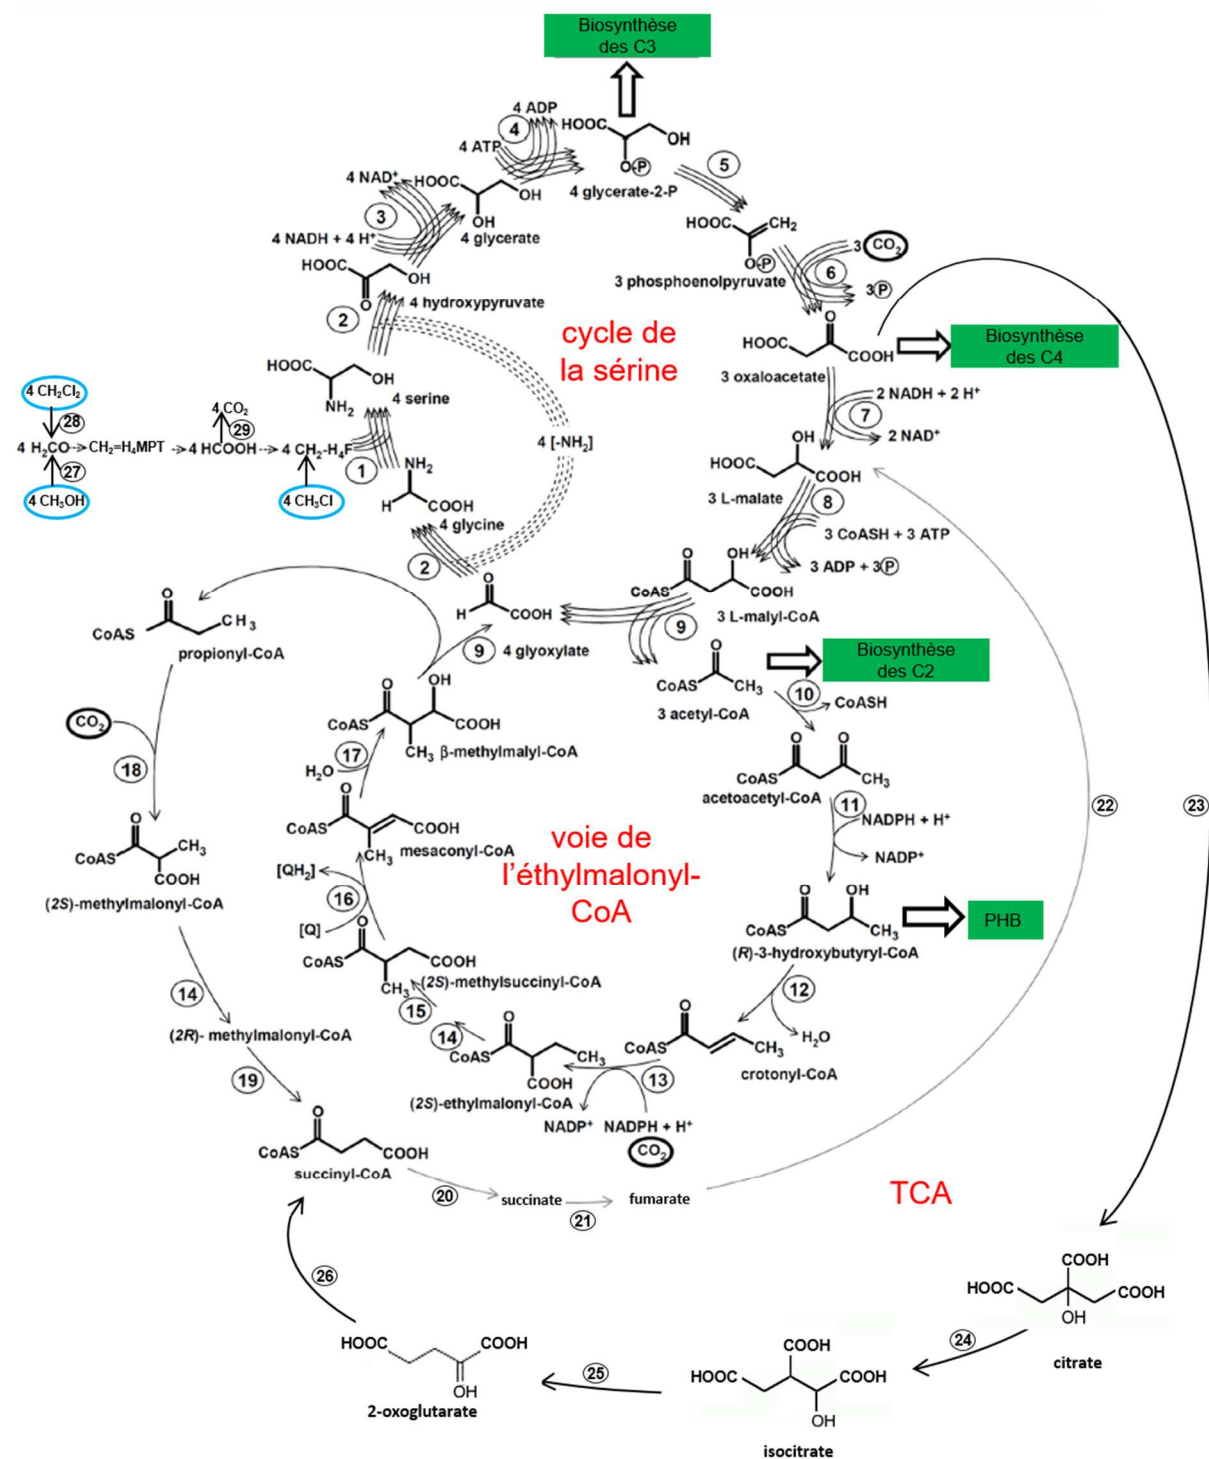 Biosynthèse
des C3
4 ADP
4
4 ATP
HOOC
OH
O-P
4 glycerate-2-P
5
4 NAD⁺
HOOC
OH
OH
4 glycerate
3
4 NADH + 4 H⁺
HOOC
CH₂
O-P
3 phosphoenolpyruvate
3 CO₂
6
3P
HOOC
OH
O
4 hydroxypyruvate
2
cycle de
la sérine
O
HOOC
COOH
3 oxaloacetate
Biosynthèse
des C4
2 NADH + 2 H⁺
7
2 NAD⁺
HOOC
OH
NH₂
4 serine
4 CH₂Cl₂
28
4 CO₂
29
4 H₂CO
CH₂=H₄MPT
4 HCOOH
4 CH₂-H₄F
27
4 CH₃OH
4 CH₃Cl
1
4 [-NH₂]
NH₂
H
COOH
4 glycine
2
OH
HOOC
COOH
3 L-malate
8
3 CoASH + 3 ATP
3 ADP + 3P
O
OH
CoAS
COOH
3 L-malyl-CoA
O
H
COOH
4 glyoxylate
9
9
O
CoAS
CH₃
propionyl-CoA
O
CoAS
CH₃
3 acetyl-CoA
Biosynthèse
des C2
10
CoASH
O
OH
CoAS
COOH
CH₃
β-methylmalyl-CoA
CO₂
18
17
H₂O
O
O
CoAS
CH₃
acetoacetyl-CoA
11
NADPH + H⁺
NADP⁺
22
23
O
CoAS
COOH
CH₃
mesaconyl-CoA
voie de
l'éthylmalonyl-
CoA
O
CoAS
CH₃
COOH
(2S)-methylmalonyl-CoA
[QH₂]
16
[Q]
O
OH
CoAS
CH₃
(R)-3-hydroxybutyryl-CoA
PHB
O
CoAS
COOH
CH₃
(2S)-methylsuccinyl-CoA
12
H₂O
14
15
14
(2R)- methylmalonyl-CoA
O
CoAS
CH₃
COOH
(2S)-ethylmalonyl-CoA
O
CoAS
CH₃
crotonyl-CoA
13
NADP⁺
NADPH + H⁺
CO₂
19
O
CoAS
COOH
succinyl-CoA
20
succinate
21
fumarate
TCA
26
COOH
HOOC
COOH
OH
citrate
24
HOOC
COOH
OH
2-oxoglutarate
25
COOH
HOOC
COOH
OH
isocitrate